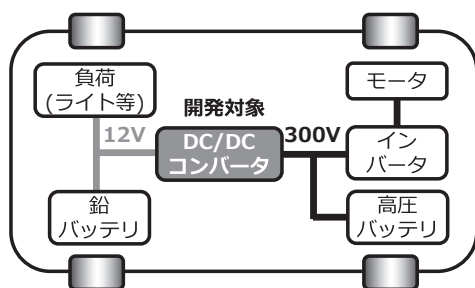 負荷
(ライト等)
12V
鉛
バッテリ
開発対象
DC/DC
コンバータ
300V
モータ
イン
バータ
高圧
バッテリ